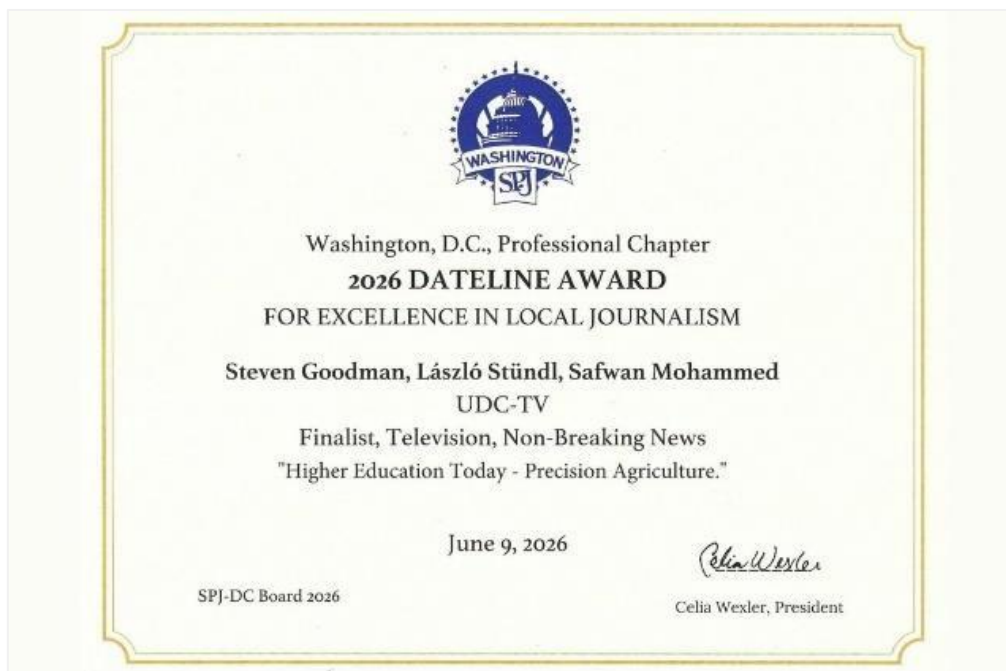 WASHINGTON
SPJ
Washington, D.C., Professional Chapter
2026 DATELINE AWARD
FOR EXCELLENCE IN LOCAL JOURNALISM
Steven Goodman, László Stündl, Safwan Mohammed
UDC-TV
Finalist, Television, Non-Breaking News
"Higher Education Today - Precision Agriculture."
June 9, 2026
Celia Wexler
SPJ-DC Board 2026
Celia Wexler, President